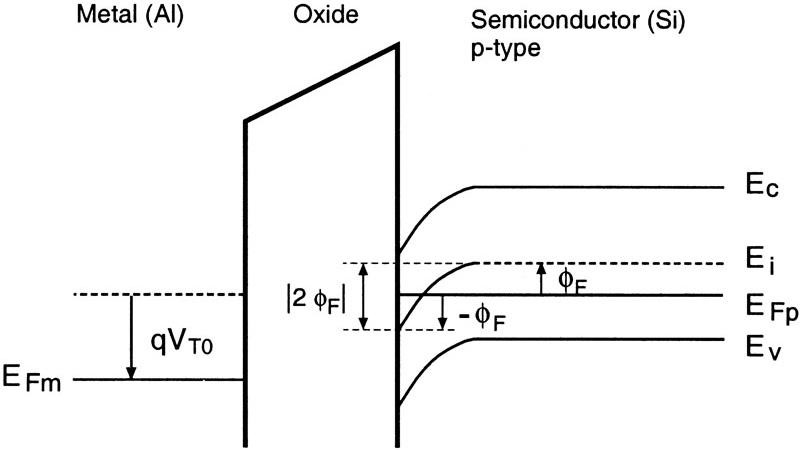 Metal (Al)
Oxide
Semiconductor (Si)
p-type
E c
E i
ϕF
|2 ϕF|
E Fp
- ϕF
qVT0
E v
E Fm